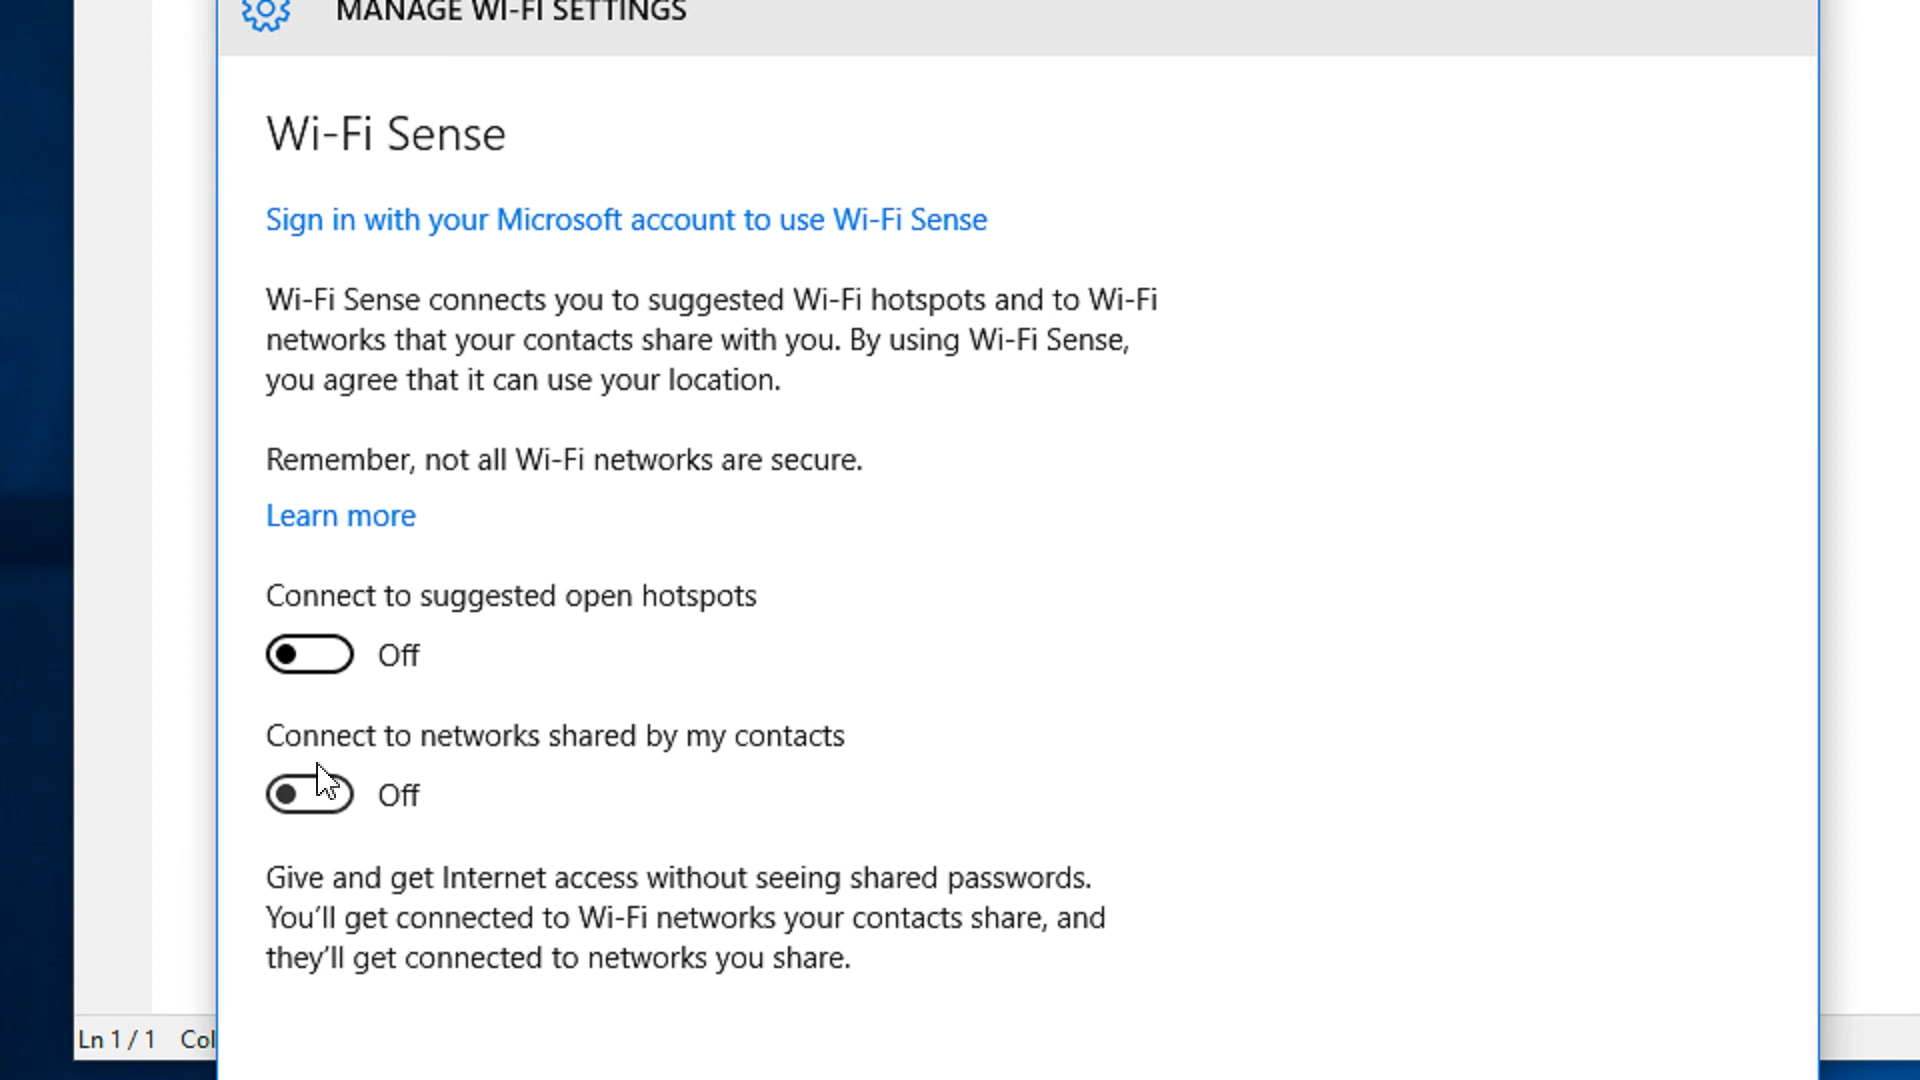 MANAGE WI-FI SETTINGS
Wi-Fi Sense
Sign in with your Microsoft account to use Wi-Fi Sense
Wi-Fi Sense connects you to suggested Wi-Fi hotspots and to Wi-Fi
networks that your contacts share with you. By using Wi-Fi Sense,
you agree that it can use your location.
Remember, not all Wi-Fi networks are secure.
Learn more
Connect to suggested open hotspots
Off
Connect to networks shared by my contacts
Off
Give and get Internet access without seeing shared passwords.
You’ll get connected to Wi-Fi networks your contacts share, and
they’ll get connected to networks you share.
Ln 1 / 1 Col